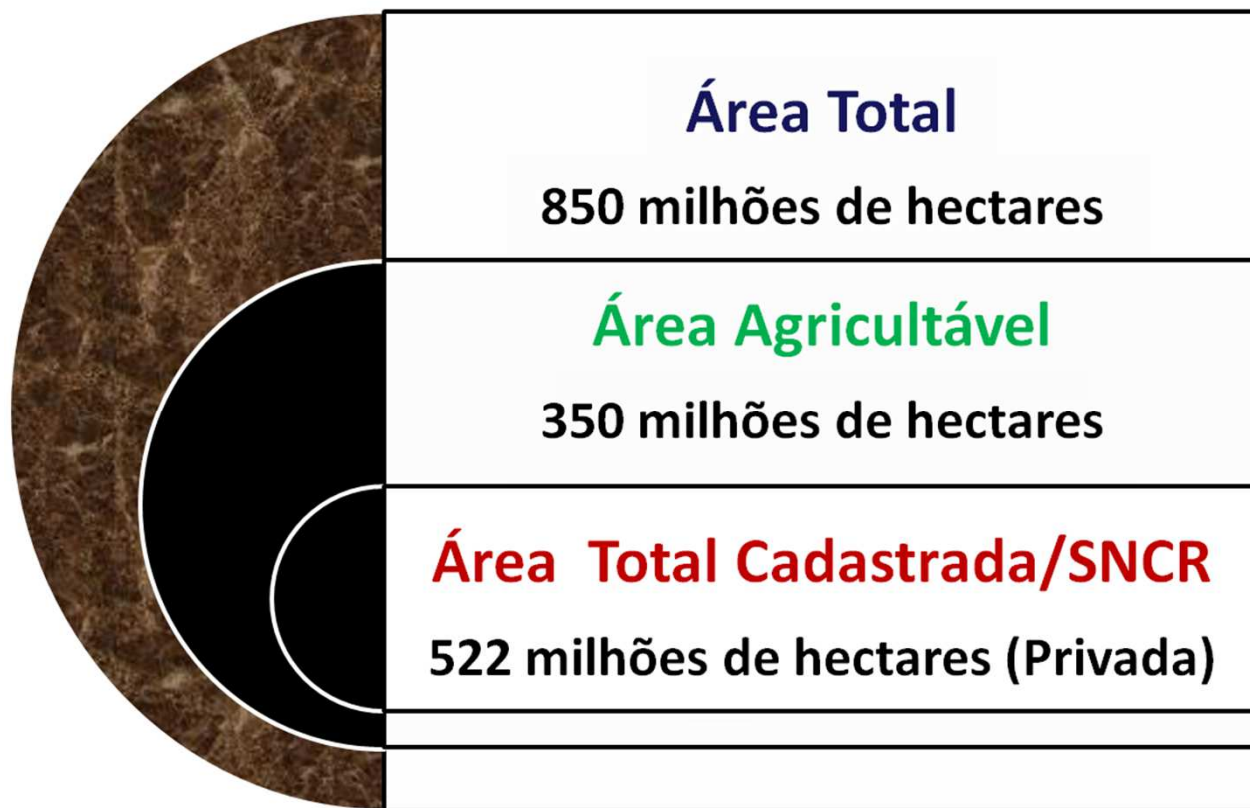 Área Total
850 milhões de hectares
Área Agricultável
350 milhões de hectares
Área Total Cadastrada/SNCR
522 milhões de hectares (Privada)